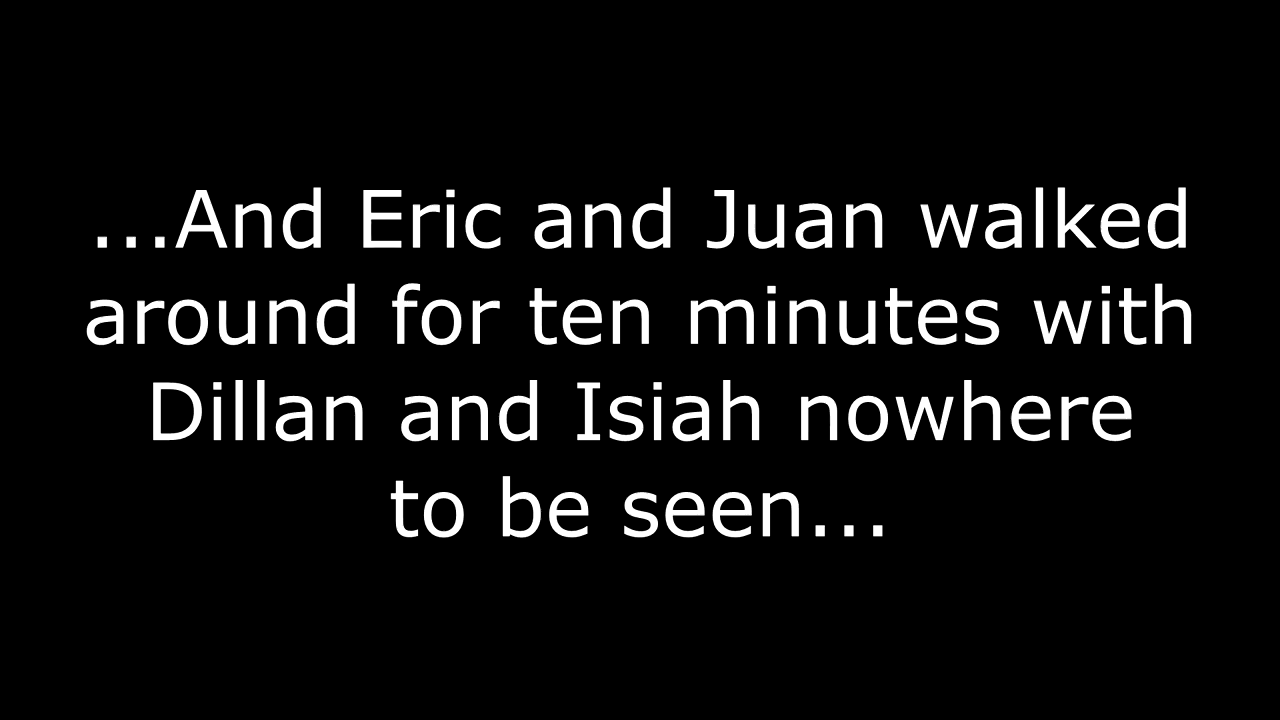 ...And Eric and Juan walked
around for ten minutes with
Dillan and Isiah nowhere
to be seen...